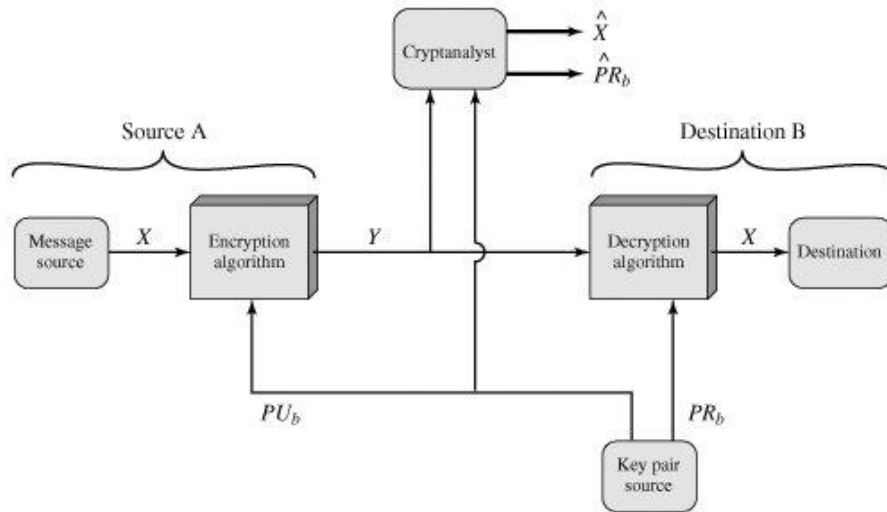 Cryptanalyst
X̂
P̂R_b
Source A
Destination B
Message
source
X
Encryption
algorithm
Y
Decryption
algorithm
X
Destination
PU_b
PR_b
Key pair
source